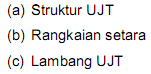 (a) Struktur UJT
(b) Rangkaian setara
(c) Lambang UJT